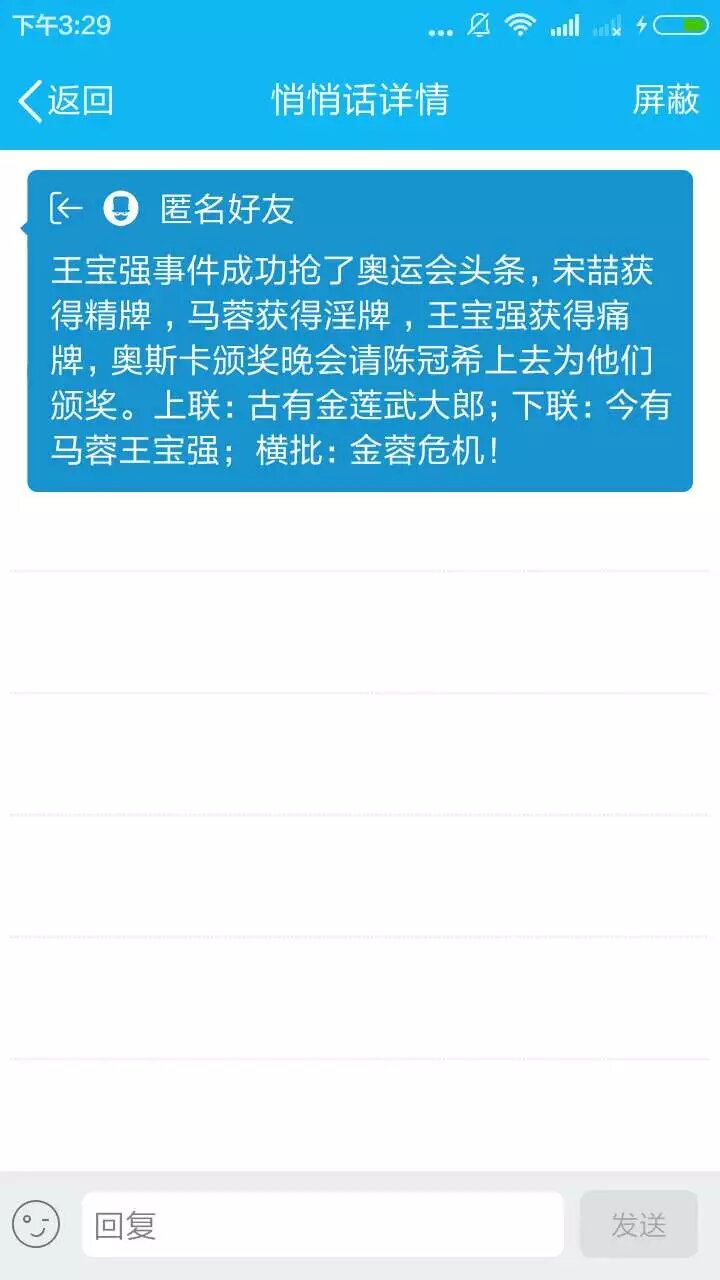 下午3:29
返回
悄悄话详情
屏蔽
匿名好友
王宝强事件成功抢了奥运会头条,宋喆获
得精牌，马蓉获得淫牌，王宝强获得痛
牌,奥斯卡颁奖晚会请陈冠希上去为他们
颁奖。上联:古有金莲武大郎;下联:今有
马蓉王宝强；横批:金蓉危机!
回复
发送